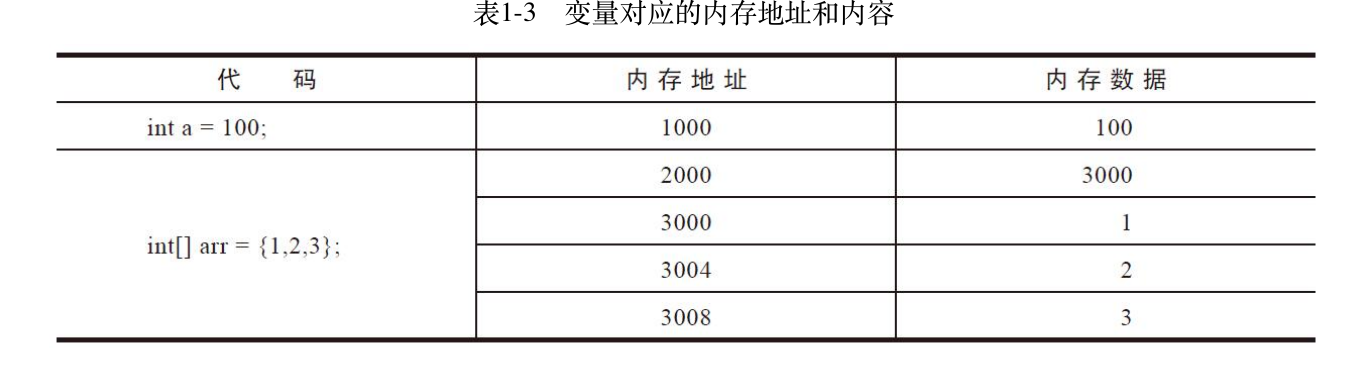 表1-3 变量对应的内存地址和内容
代 码 内存地址 内存数据
int a = 100; 1000 100
2000 3000
3000 1
int[] arr = {1,2,3};
3004 2
3008 3